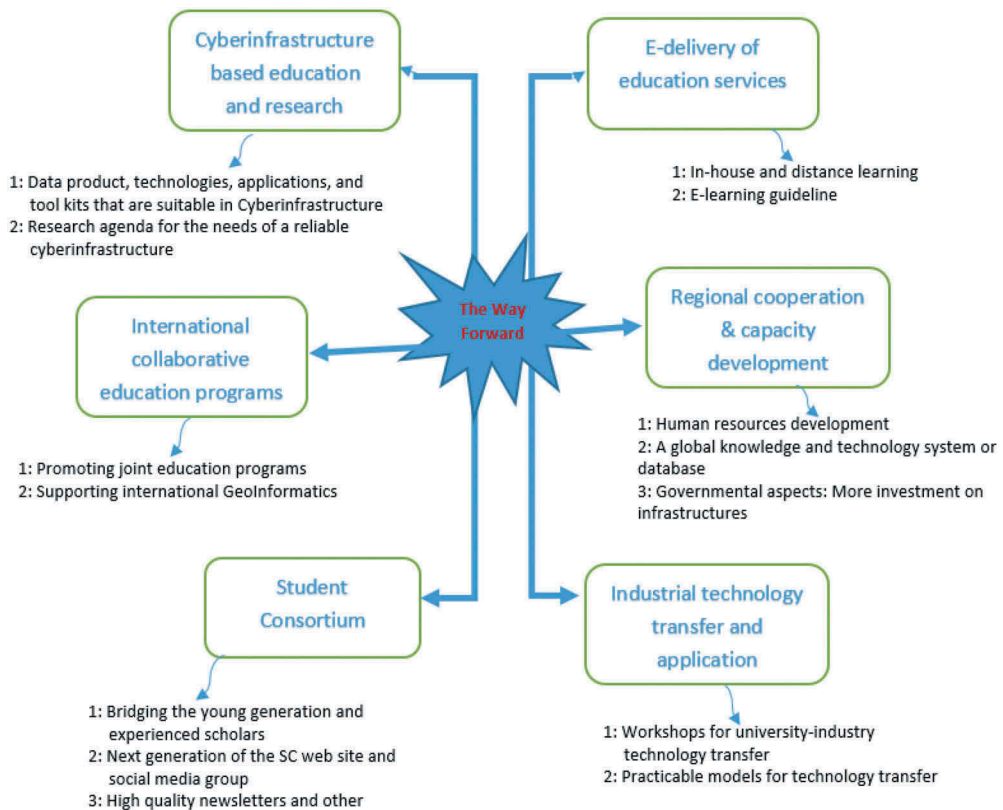 Cyberinfrastructure
based education
and research
1: Data product, technologies, applications, and
tool kits that are suitable in Cyberinfrastructure
2: Research agenda for the needs of a reliable
cyberinfrastructure
E-delivery of
education services
1: In-house and distance learning
2: E-learning guideline
The Way
Forward
International
collaborative
education programs
1: Promoting joint education programs
2: Supporting international GeoInformatics
Regional cooperation
& capacity
development
1: Human resources development
2: A global knowledge and technology system or
database
3: Governmental aspects: More investment on
infrastructures
Student
Consortium
1: Bridging the young generation and
experienced scholars
2: Next generation of the SC web site and
social media group
3: High quality newsletters and other
Industrial technology
transfer and
application
1: Workshops for university-industry
technology transfer
2: Practicable models for technology transfer